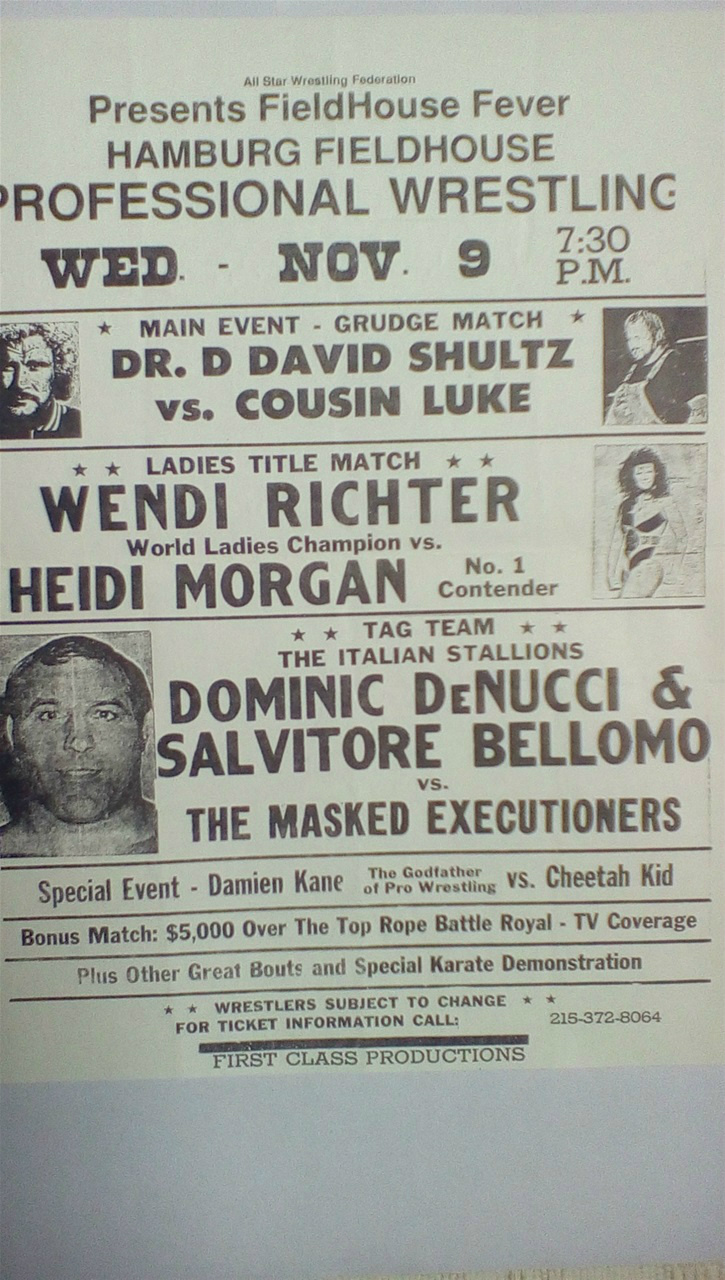 All Star Wrestling Federation
Presents FieldHouse Fever
HAMBURG FIELDHOUSE
PROFESSIONAL WRESTLING
WED. - NOV. 9 7:30 P.M.
★ MAIN EVENT - GRUDGE MATCH ★
DR. D DAVID SHULTZ
vs. COUSIN LUKE
★ ★ LADIES TITLE MATCH ★ ★
WENDI RICHTER
World Ladies Champion vs.
HEIDI MORGAN No. 1 Contender
★ ★ TAG TEAM ★ ★
THE ITALIAN STALLIONS
DOMINIC DeNUCCI &
SALVITORE BELLOMO
vs.
THE MASKED EXECUTIONERS
Special Event - Damien Kane The Godfather of Pro Wrestling vs. Cheetah Kid
Bonus Match: $5,000 Over The Top Rope Battle Royal - TV Coverage
Plus Other Great Bouts and Special Karate Demonstration
★ ★ WRESTLERS SUBJECT TO CHANGE ★ ★
FOR TICKET INFORMATION CALL: 215-372-8064
FIRST CLASS PRODUCTIONS